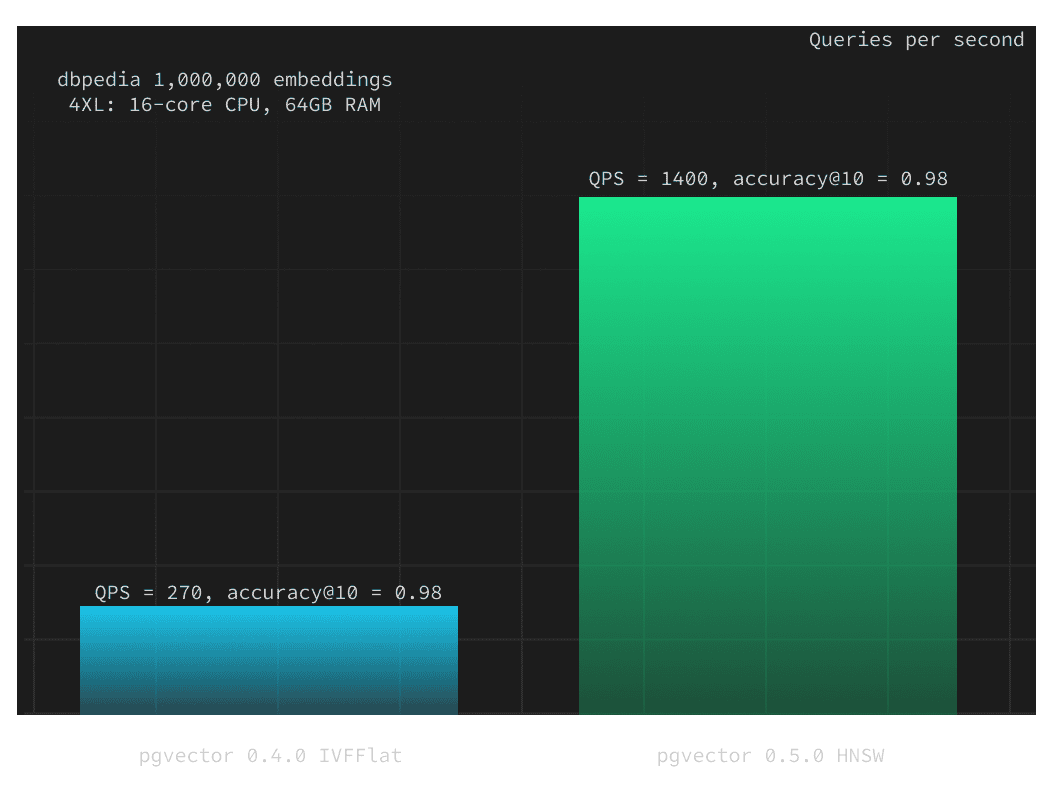 Queries per second
dbpedia 1,000,000 embeddings
4XL: 16-core CPU, 64GB RAM
QPS = 1400, accuracy@10 = 0.98
QPS = 270, accuracy@10 = 0.98
pgvector 0.4.0 IVFFlat
pgvector 0.5.0 HNSW